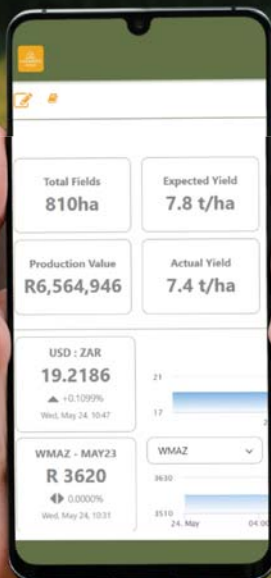 Total Fields
810ha
Expected Yield
7.8 t/ha
Production Value
R6,564,946
Actual Yield
7.4 t/ha
USD : ZAR
19.2186
+0.1099%
Wed, May 24, 10:47
21
17
WMAZ - MAY23
R 3620
0.0000%
Wed, May 24, 10:31
WMAZ
3630
3510
24. May
04:00